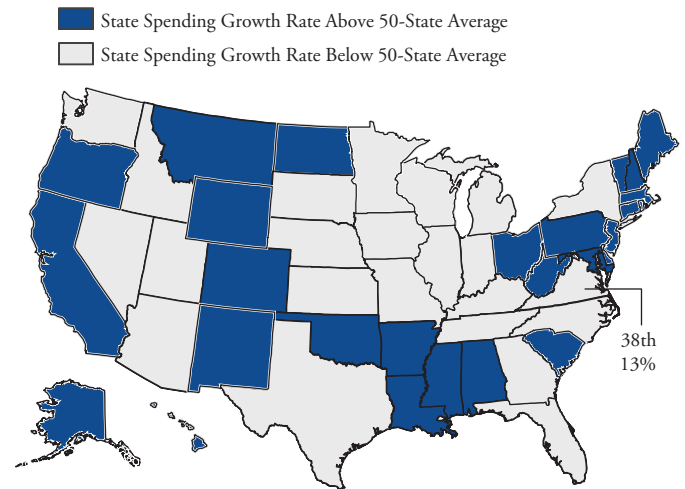 State Spending Growth Rate Above 50-State Average
State Spending Growth Rate Below 50-State Average
38th
13%